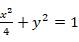 x²/4 + y² = 1